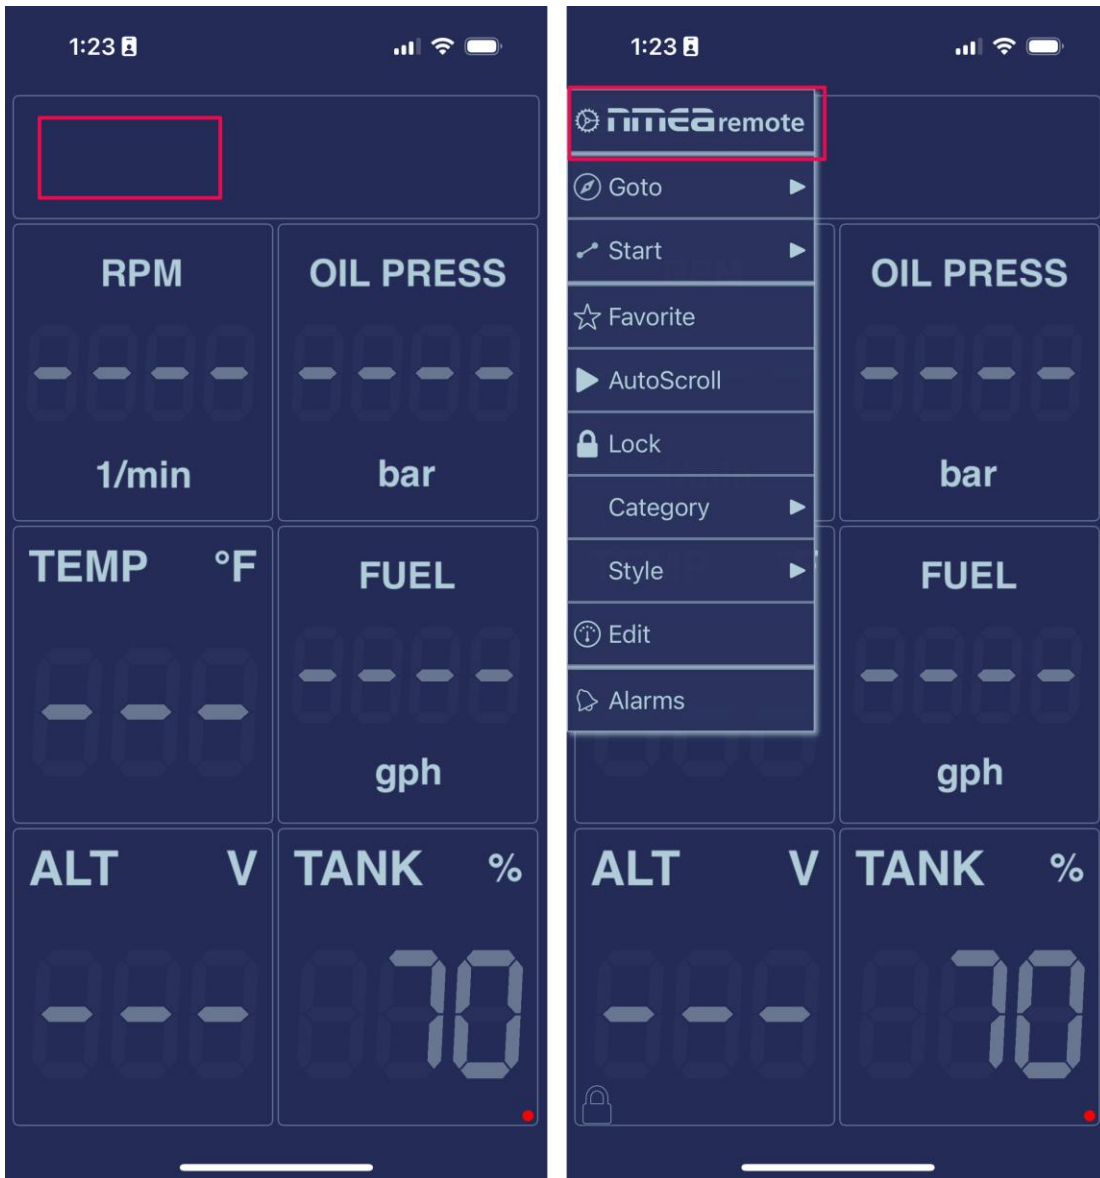 1:23
RPM OIL PRESS
- - - - - - - -
1/min bar
TEMP °F FUEL
- - - - - - -
gph
ALT V TANK %
- - - 70
1:23
nmearemote
Goto
Start
Favorite
AutoScroll
Lock
Category
Style
Edit
Alarms
OIL PRESS
- - - -
bar
FUEL
- - - -
gph
ALT V TANK %
- - - 70